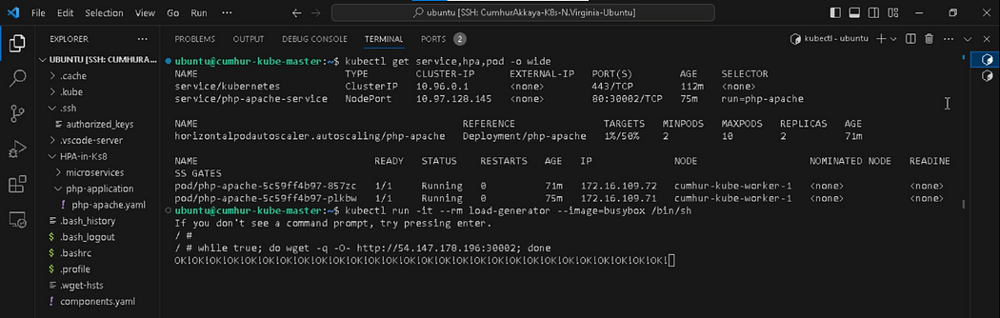 File Edit Selection View Go Run ··· ubuntu [SSH: CumhurAkkaya-K8s-N.Virginia-Ubuntu]
EXPLORER ···
PROBLEMS OUTPUT DEBUG CONSOLE TERMINAL PORTS 2 kubectl - ubuntu
UBUNTU [SSH: CUMHURA...
.cache
.kube
.ssh
authorized_keys
.vscode-server
HPA-in-Ks8
microservices
php-application
php-apache.yaml
.bash_history
.bash_logout
.bashrc
.profile
.wget-hsts
components.yaml
ubuntu@cumhur-kube-master:~$ kubectl get service,hpa,pod -o wide
NAME TYPE CLUSTER-IP EXTERNAL-IP PORT(S) AGE SELECTOR
service/kubernetes ClusterIP 10.96.0.1 <none> 443/TCP 112m <none>
service/php-apache-service NodePort 10.97.128.145 <none> 80:30002/TCP 75m run=php-apache
NAME REFERENCE TARGETS MINPODS MAXPODS REPLICAS AGE
horizontalpodautoscaler.autoscaling/php-apache Deployment/php-apache 1%/50% 2 10 2 71m
NAME READY STATUS RESTARTS AGE IP NODE NOMINATED NODE READINE
SS GATES
pod/php-apache-5c59ff4b97-857zc 1/1 Running 0 71m 172.16.109.72 cumhur-kube-worker-1 <none> <none>
pod/php-apache-5c59ff4b97-plkbw 1/1 Running 0 75m 172.16.109.71 cumhur-kube-worker-1 <none> <none>
ubuntu@cumhur-kube-master:~$ kubectl run -it --rm load-generator --image=busybox /bin/sh
If you don't see a command prompt, try pressing enter.
/ #
/ # while true; do wget -q -O- http://54.147.178.196:30002; done
OK!OK!OK!OK!OK!OK!OK!OK!OK!OK!OK!OK!OK!OK!OK!OK!OK!OK!OK!OK!OK!OK!OK!OK!OK!OK!OK!OK!